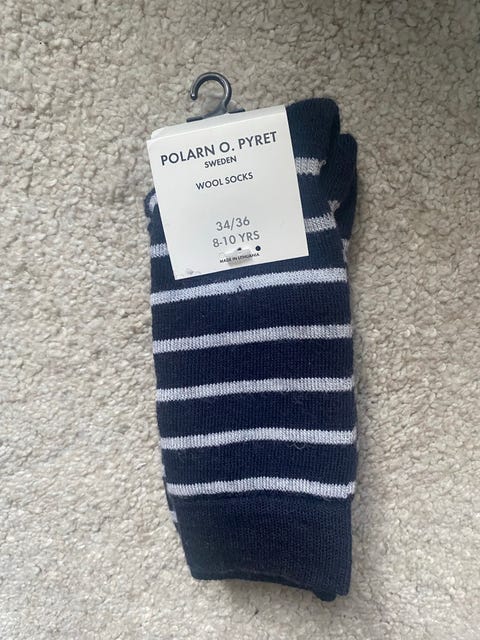 POLARN O. PYRET
SWEDEN
WOOL SOCKS
34/36
8-10 YRS
MADE IN LITHUANIA